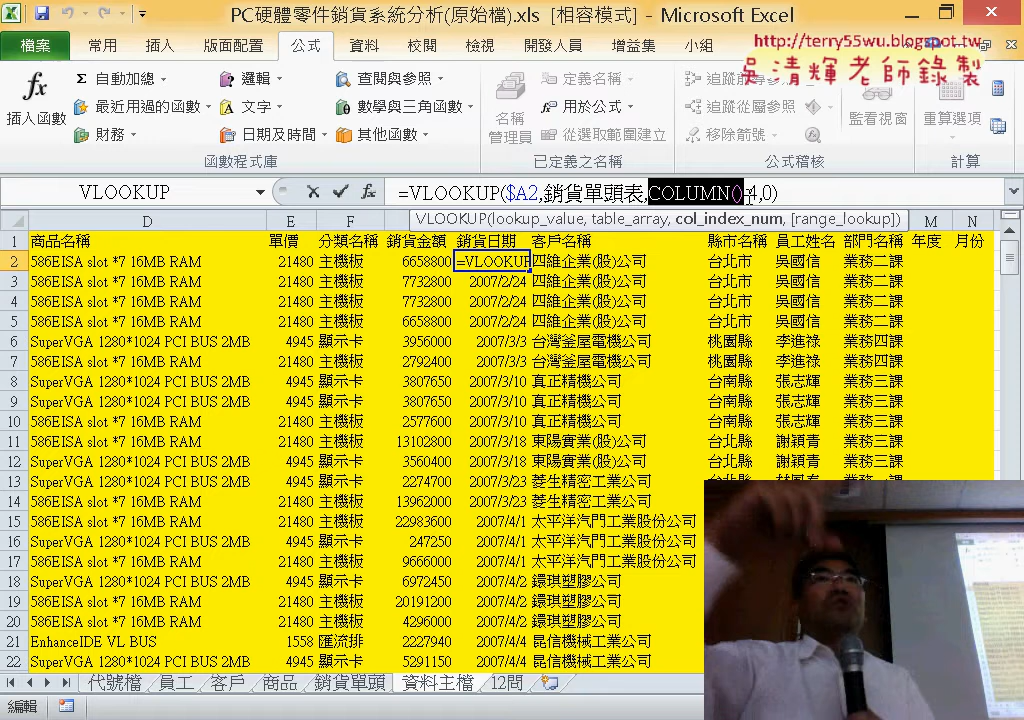 PC硬體零件銷貨系統分析(原始檔).xls [相容模式] - Microsoft Excel
檔案 常用 插入 版面配置 公式 資料 校閱 檢視 開發人員 增益集 小組
http://terry55wu.blogspot.tw
吳清輝老師錄製
fx 插入函數
Σ 自動加總 邏輯 查閱與參照 定義名稱
最近用過的函數 文字 數學與三角函數 名稱管理員 用於公式 追蹤從屬參照 監看視窗 重算選項
財務 日期及時間 其他函數 從選取範圍建立 移除箭號
函數程式庫 已定義之名稱 公式稽核 計算
VLOOKUP =VLOOKUP($A2,銷貨單頭表,COLUMN()-4,0)
VLOOKUP(lookup_value, table_array, col_index_num, [range_lookup])
D E F M N
1 商品名稱 單價 分類名稱 銷貨金額 銷貨日期 客戶名稱 縣市名稱 員工姓名 部門名稱 年度 月份
2 586EISA slot *7 16MB RAM 21480 主機板 6658800 =VLOOKUP 四維企業(股)公司 台北市 吳國信 業務二課
3 586EISA slot *7 16MB RAM 21480 主機板 7732800 2007/2/24 四維企業(股)公司 台北市 吳國信 業務二課
4 586EISA slot *7 16MB RAM 21480 主機板 7732800 2007/2/24 四維企業(股)公司 台北市 吳國信 業務二課
5 586EISA slot *7 16MB RAM 21480 主機板 6658800 2007/2/24 四維企業(股)公司 台北市 吳國信 業務二課
6 SuperVGA 1280*1024 PCI BUS 2MB 4945 顯示卡 3956000 2007/3/3 台灣釜屋電機公司 桃園縣 李進祿 業務四課
7 586EISA slot *7 16MB RAM 21480 主機板 2792400 2007/3/3 台灣釜屋電機公司 桃園縣 李進祿 業務四課
8 SuperVGA 1280*1024 PCI BUS 2MB 4945 顯示卡 3807650 2007/3/10 真正精機公司 台南縣 張志輝 業務三課
9 SuperVGA 1280*1024 PCI BUS 2MB 4945 顯示卡 3807650 2007/3/10 真正精機公司 台南縣 張志輝 業務三課
10 586EISA slot *7 16MB RAM 21480 主機板 2577600 2007/3/10 真正精機公司 台南縣 張志輝 業務三課
11 586EISA slot *7 16MB RAM 21480 主機板 13102800 2007/3/18 東陽實業(股)公司 台北縣 謝穎青 業務三課
12 SuperVGA 1280*1024 PCI BUS 2MB 4945 顯示卡 3560400 2007/3/18 東陽實業(股)公司 台北縣 謝穎青 業務三課
13 SuperVGA 1280*1024 PCI BUS 2MB 4945 顯示卡 2274700 2007/3/23 菱生精密工業公司
14 586EISA slot *7 16MB RAM 21480 主機板 13962000 2007/3/23 菱生精密工業公司
15 586EISA slot *7 16MB RAM 21480 主機板 22983600 2007/4/1 太平洋汽門工業股份公司
16 SuperVGA 1280*1024 PCI BUS 2MB 4945 顯示卡 247250 2007/4/1 太平洋汽門工業股份公司
17 586EISA slot *7 16MB RAM 21480 主機板 9666000 2007/4/1 太平洋汽門工業股份公司
18 SuperVGA 1280*1024 PCI BUS 2MB 4945 顯示卡 6972450 2007/4/2 鐶琪塑膠公司
19 586EISA slot *7 16MB RAM 21480 主機板 20191200 2007/4/2 鐶琪塑膠公司
20 586EISA slot *7 16MB RAM 21480 主機板 4296000 2007/4/2 鐶琪塑膠公司
21 EnhanceIDE VL BUS 1558 匯流排 2227940 2007/4/4 昆信機械工業公司
22 SuperVGA 1280*1024 PCI BUS 2MB 4945 顯示卡 5291150 2007/4/4 昆信機械工業公司
代號檔 員工 客戶 商品 銷貨單頭 資料主檔 12問
編輯